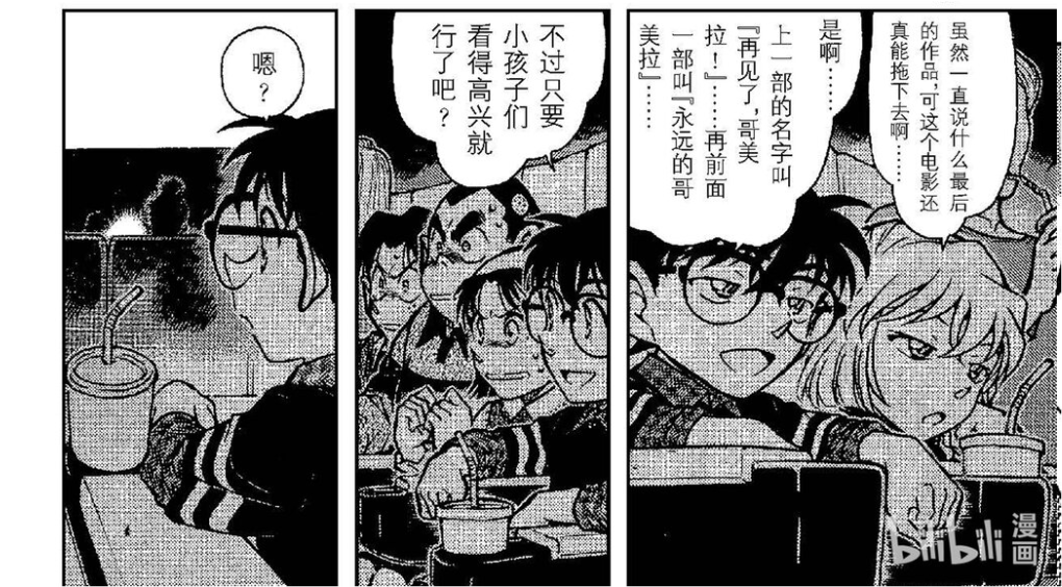 虽然一直说什么最后
的作品，可这个电影还
真能拖下去啊……
是啊……
上一部的名字叫
『再见了，哥美
拉！』……再前面
一部叫『永远的哥
美拉』……
不过只要
小孩子们
看得高兴就
行了吧？
嗯？
bilibili
漫画